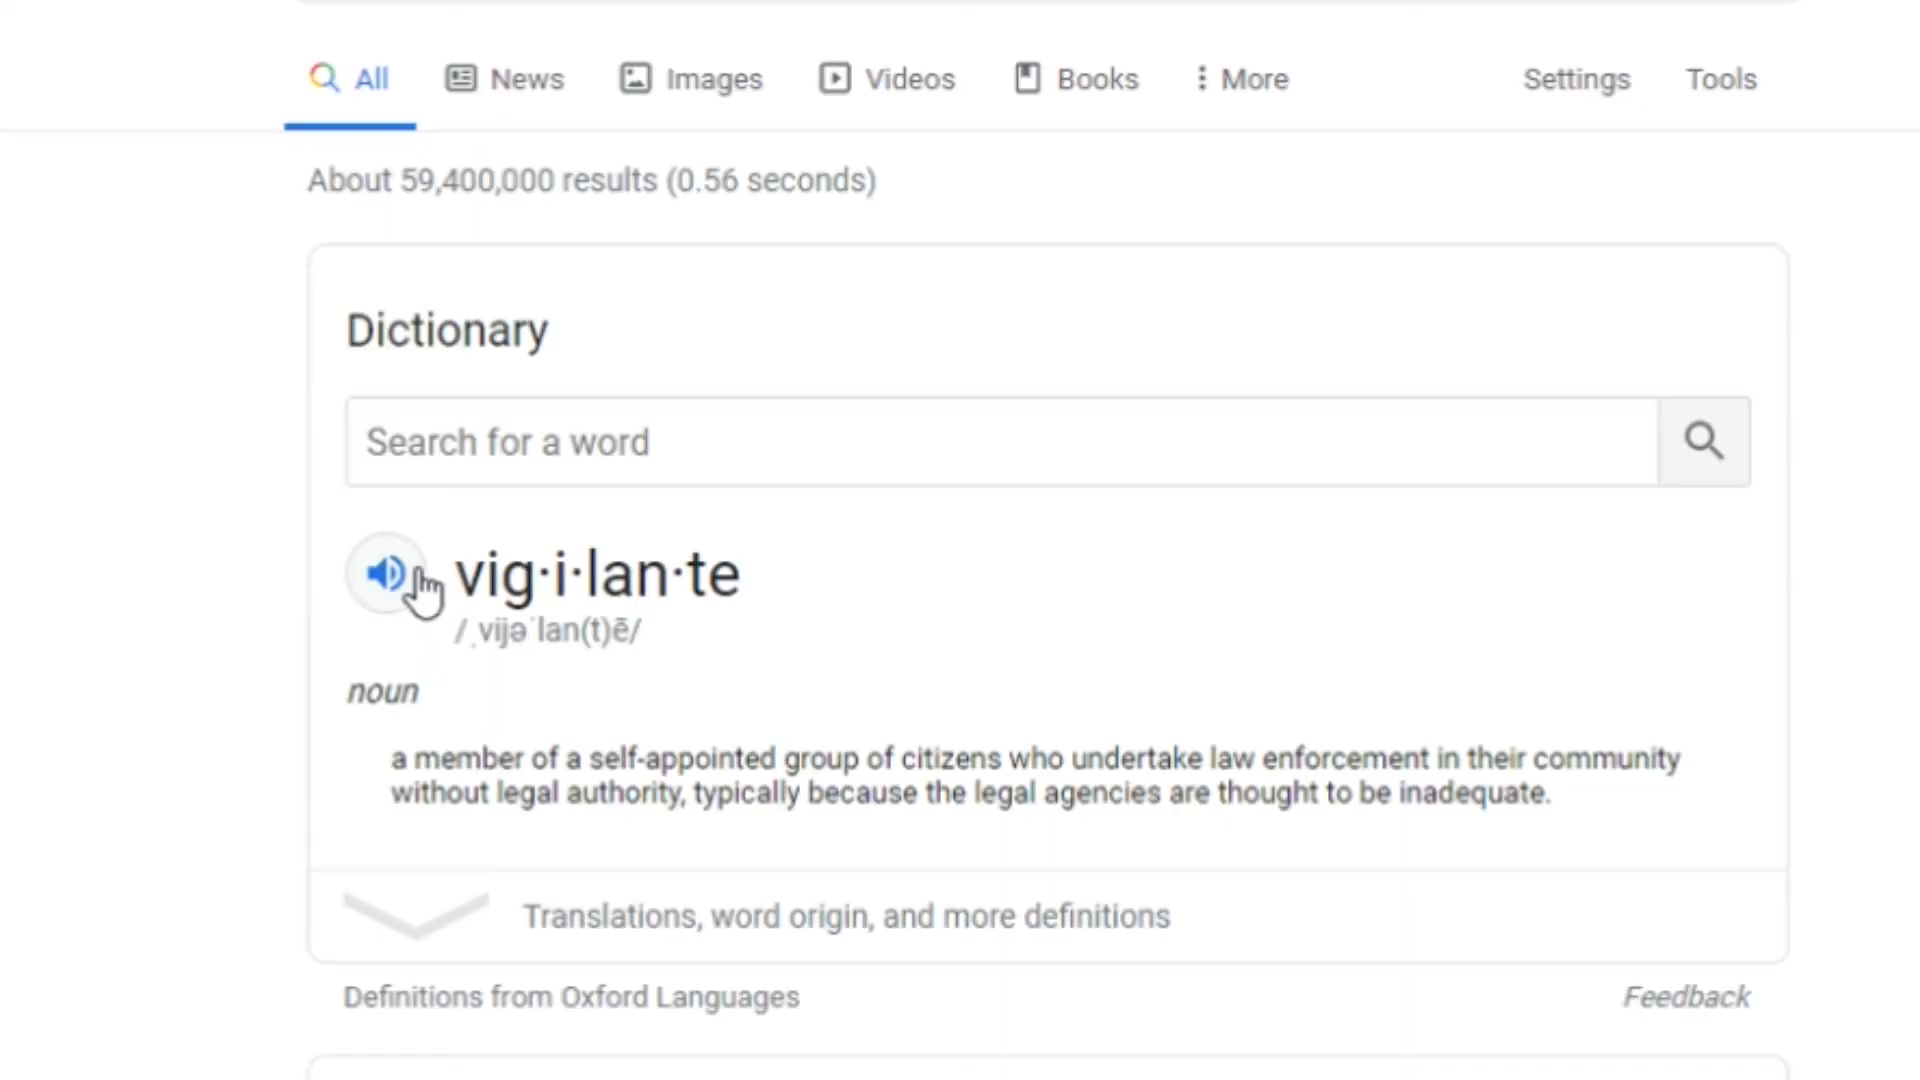 All News Images Videos Books More Settings Tools
About 59,400,000 results (0.56 seconds)
Dictionary
Search for a word
vig·i·lan·te
/ˌvijəˈlan(t)ē/
noun
a member of a self-appointed group of citizens who undertake law enforcement in their community
without legal authority, typically because the legal agencies are thought to be inadequate.
Translations, word origin, and more definitions
Definitions from Oxford Languages Feedback